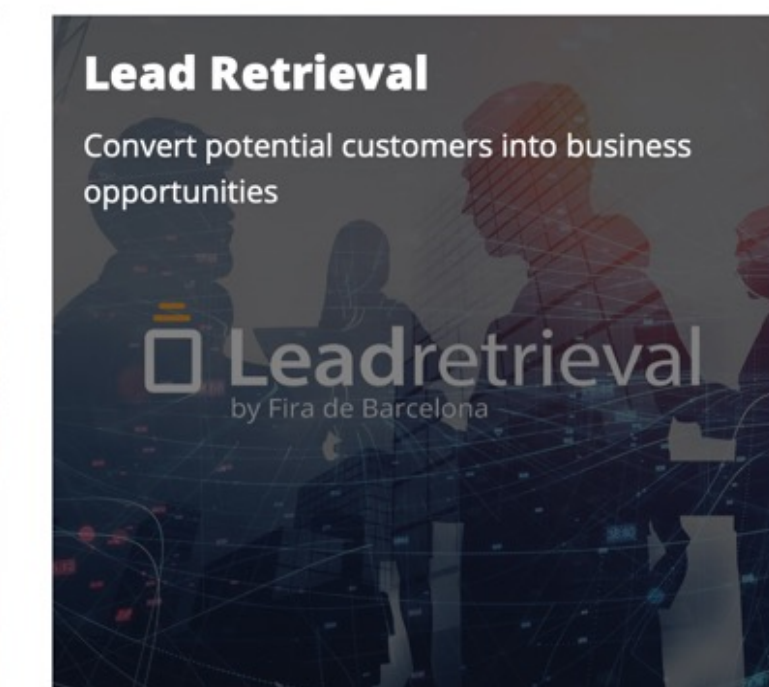 Lead Retrieval
Convert potential customers into business
opportunities
Leadretrieval
by Fira de Barcelona